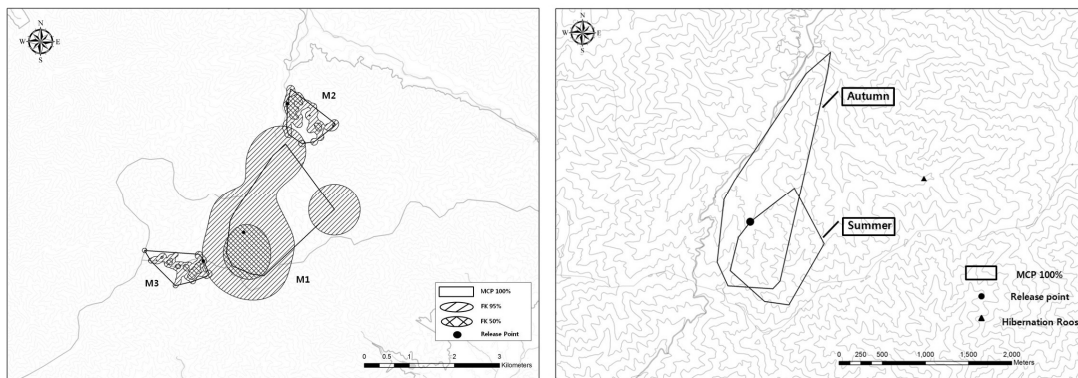 N
W E
S
M2
M1
M3
MCP 100%
FK 95%
FK 50%
Release Point
0 0.5 1 2 3
Kilometers
N
W E
S
Autumn
Summer
MCP 100%
Release point
Hibernation Roos
0 250 500 1,000 1,500 2,000
Meters